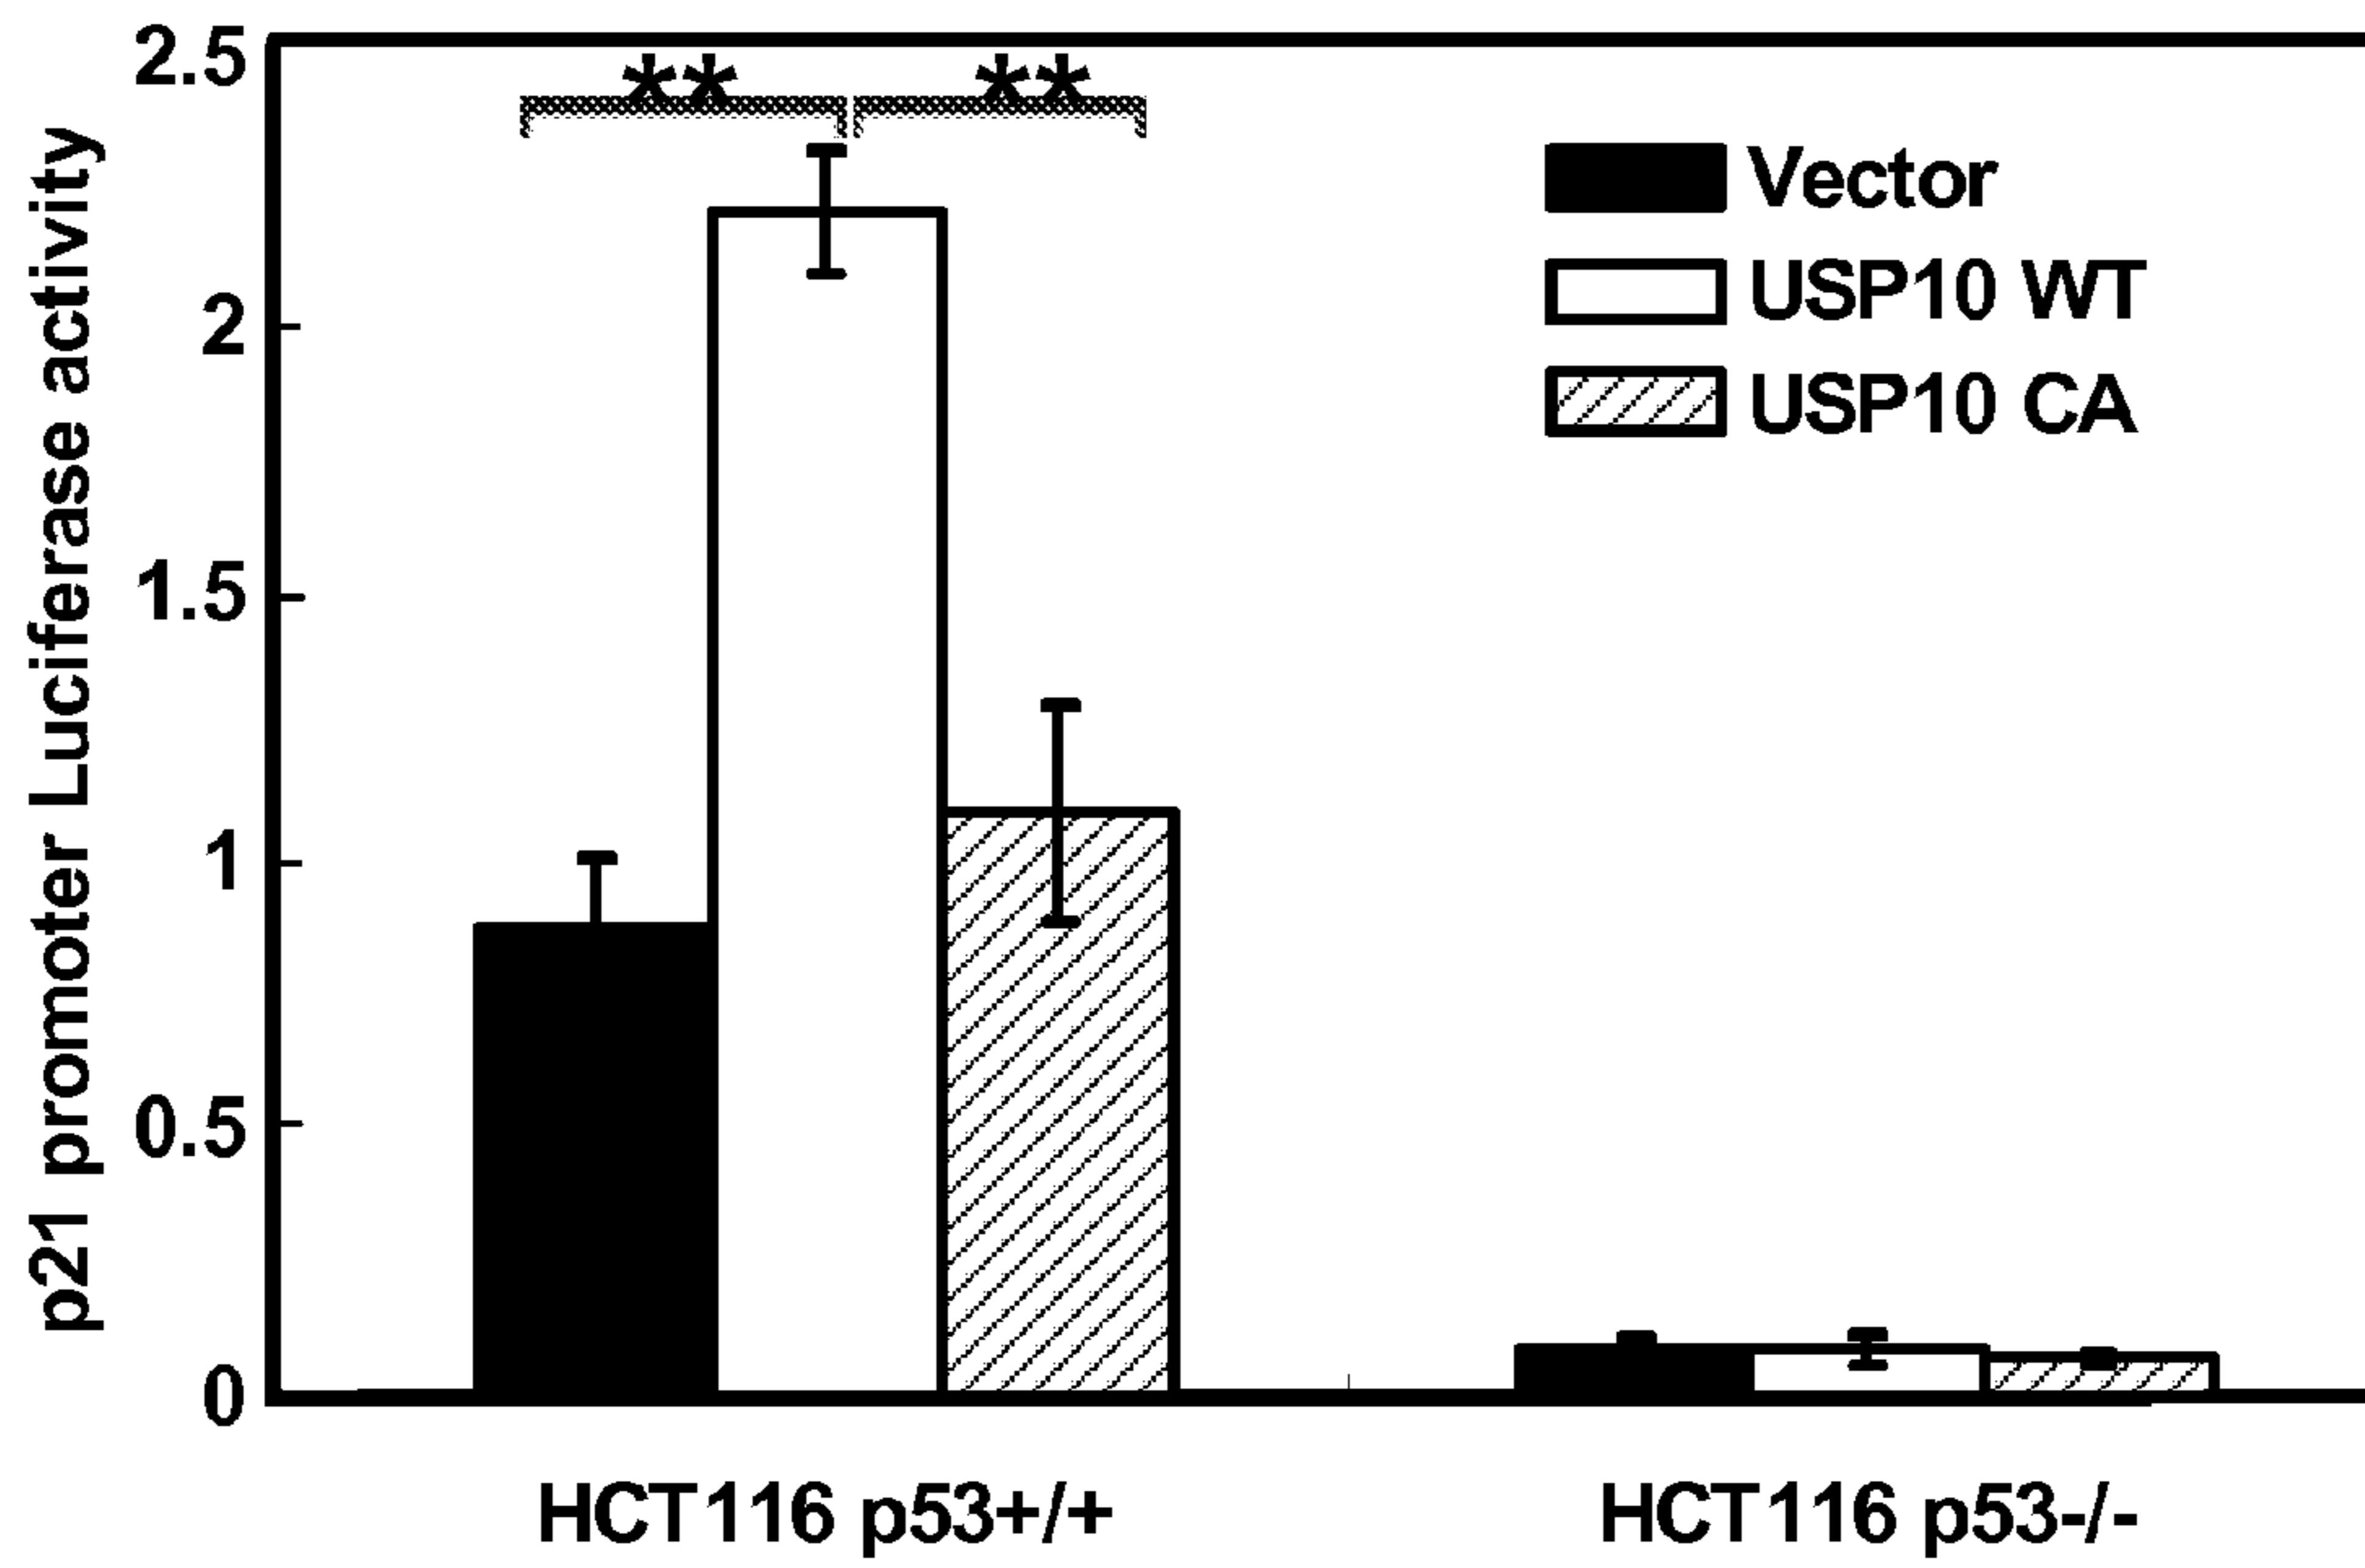 p21 promoter Luciferase activity
2.5
2
1.5
1
0.5
0
** **
Vector
USP10 WT
USP10 CA
HCT116 p53+/+ HCT116 p53-/-